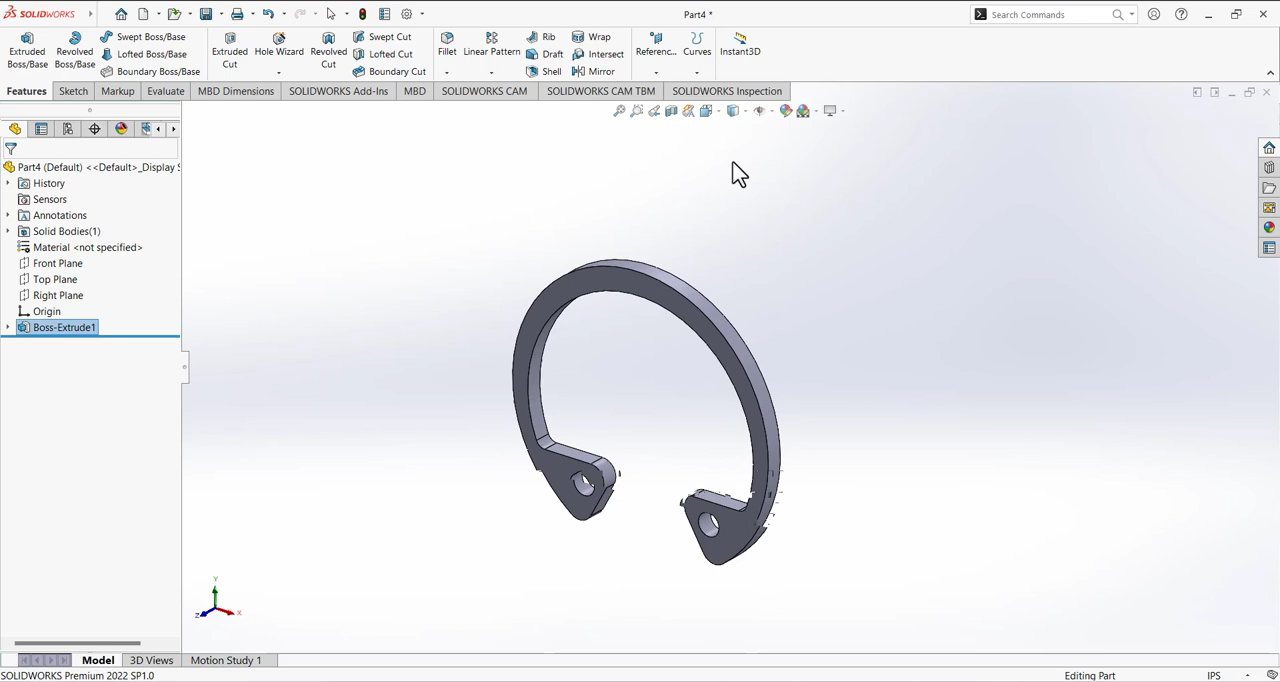 SOLIDWORKS
Part4 *
Search Commands
Extruded Boss/Base
Revolved Boss/Base
Swept Boss/Base
Lofted Boss/Base
Boundary Boss/Base
Extruded Cut
Hole Wizard
Revolved Cut
Swept Cut
Lofted Cut
Boundary Cut
Fillet
Linear Pattern
Rib
Draft
Shell
Wrap
Intersect
Mirror
Referenc...
Curves
Instant3D
Features
Sketch
Markup
Evaluate
MBD Dimensions
SOLIDWORKS Add-Ins
MBD
SOLIDWORKS CAM
SOLIDWORKS CAM TBM
SOLIDWORKS Inspection
Part4 (Default) <<Default>_Display S
History
Sensors
Annotations
Solid Bodies(1)
Material <not specified>
Front Plane
Top Plane
Right Plane
Origin
Boss-Extrude1
Y
X
Z
Model
3D Views
Motion Study 1
SOLIDWORKS Premium 2022 SP1.0
Editing Part
IPS